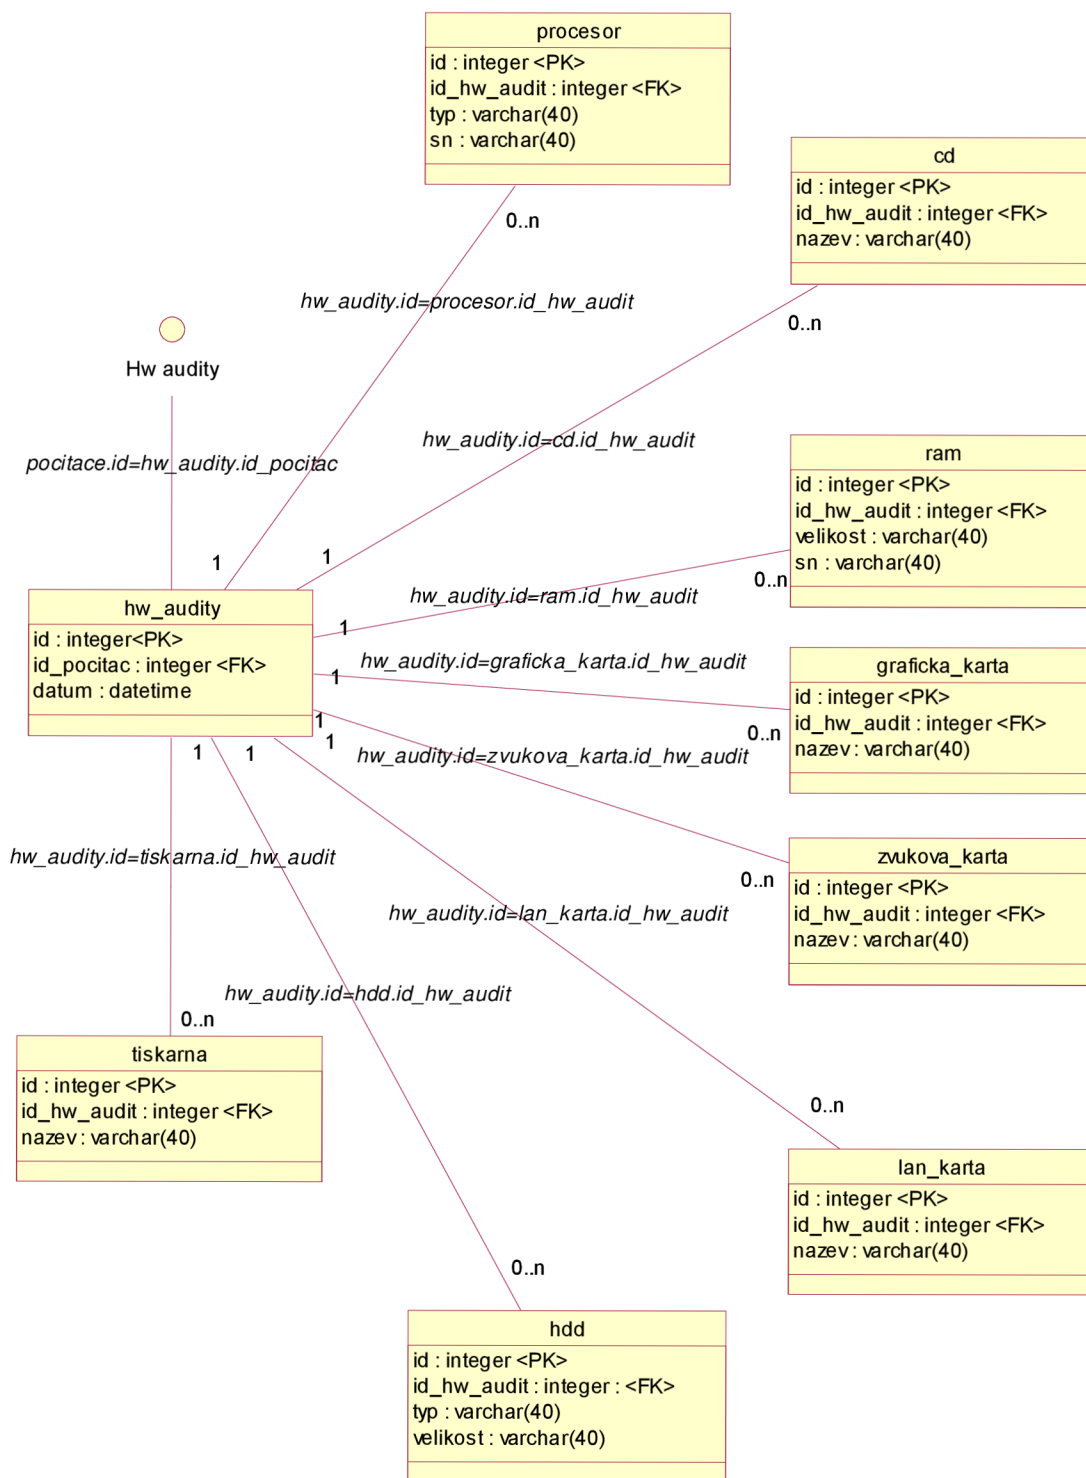 procesor
id : integer <PK>
id_hw_audit : integer <FK>
typ : varchar(40)
sn : varchar(40)
0..n
cd
id : integer <PK>
id_hw_audit : integer <FK>
nazev : varchar(40)
0..n
hw_audity.id=procesor.id_hw_audit
Hw audity
hw_audity.id=cd.id_hw_audit
pocitace.id=hw_audity.id_pocitac
ram
id : integer <PK>
id_hw_audit : integer <FK>
velikost : varchar(40)
sn : varchar(40)
0..n
1
1
hw_audity.id=ram.id_hw_audit
1
hw_audity
id : integer<PK>
id_pocitac : integer <FK>
datum : datetime
hw_audity.id=graficka_karta.id_hw_audit
1
graficka_karta
id : integer <PK>
id_hw_audit : integer <FK>
nazev : varchar(40)
0..n
1
1
1
1
hw_audity.id=zvukova_karta.id_hw_audit
zvukova_karta
id : integer <PK>
id_hw_audit : integer <FK>
nazev : varchar(40)
0..n
hw_audity.id=tiskarna.id_hw_audit
hw_audity.id=lan_karta.id_hw_audit
hw_audity.id=hdd.id_hw_audit
0..n
tiskarna
id : integer <PK>
id_hw_audit : integer <FK>
nazev : varchar(40)
0..n
lan_karta
id : integer <PK>
id_hw_audit : integer <FK>
nazev : varchar(40)
0..n
hdd
id : integer <PK>
id_hw_audit : integer : <FK>
typ : varchar(40)
velikost : varchar(40)